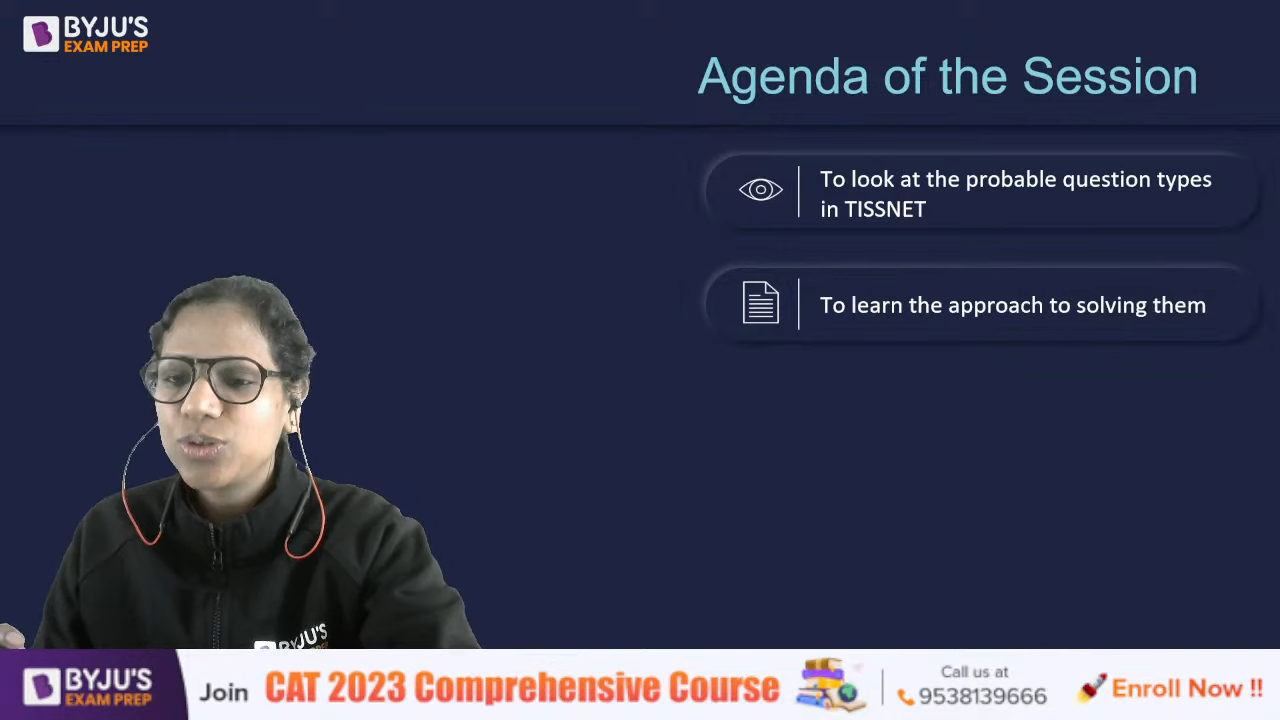 BYJU'S
EXAM PREP
Agenda of the Session
To look at the probable question types
in TISSNET
To learn the approach to solving them
BYJU'S
BYJU'S
EXAM PREP
Join CAT 2023 Comprehensive Course
Call us at
9538139666
Enroll Now !!